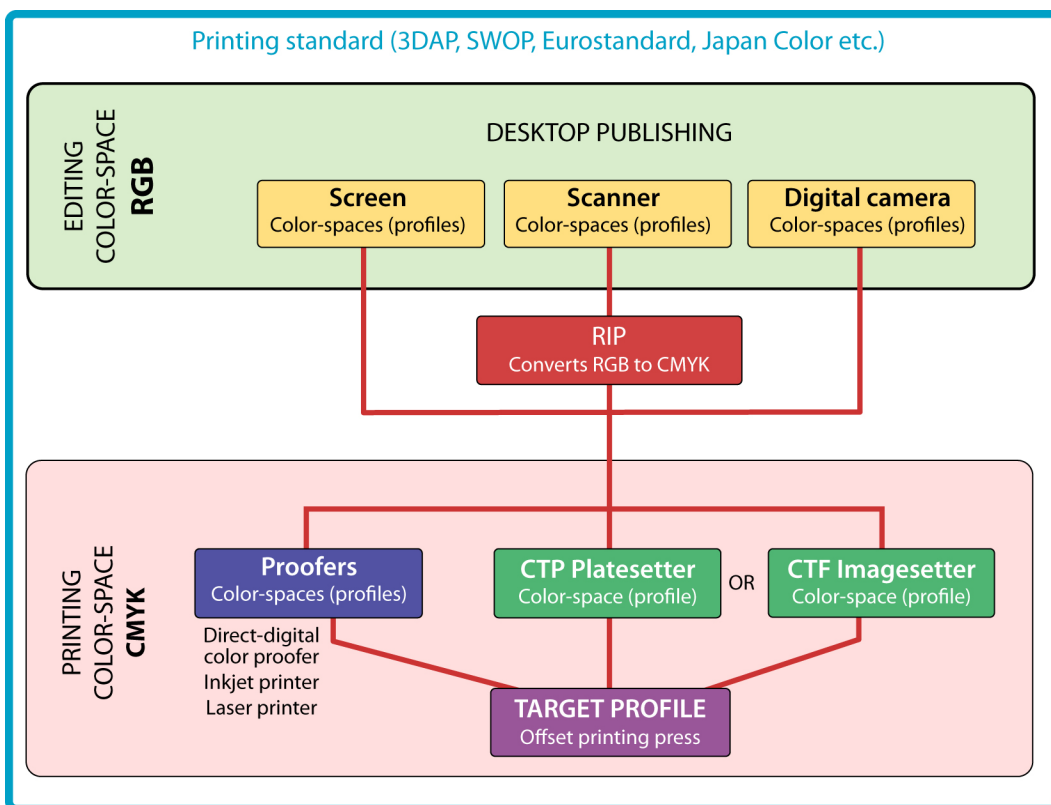 Printing standard (3DAP, SWOP, Eurostandard, Japan Color etc.)
EDITING
COLOR-SPACE
RGB
DESKTOP PUBLISHING
Screen
Color-spaces (profiles)
Scanner
Color-spaces (profiles)
Digital camera
Color-spaces (profiles)
RIP
Converts RGB to CMYK
PRINTING
COLOR-SPACE
CMYK
Proofers
Color-spaces (profiles)
Direct-digital
color proofer
Inkjet printer
Laser printer
CTP Platesetter
Color-space (profile)
OR
CTF Imagesetter
Color-space (profile)
TARGET PROFILE
Offset printing press